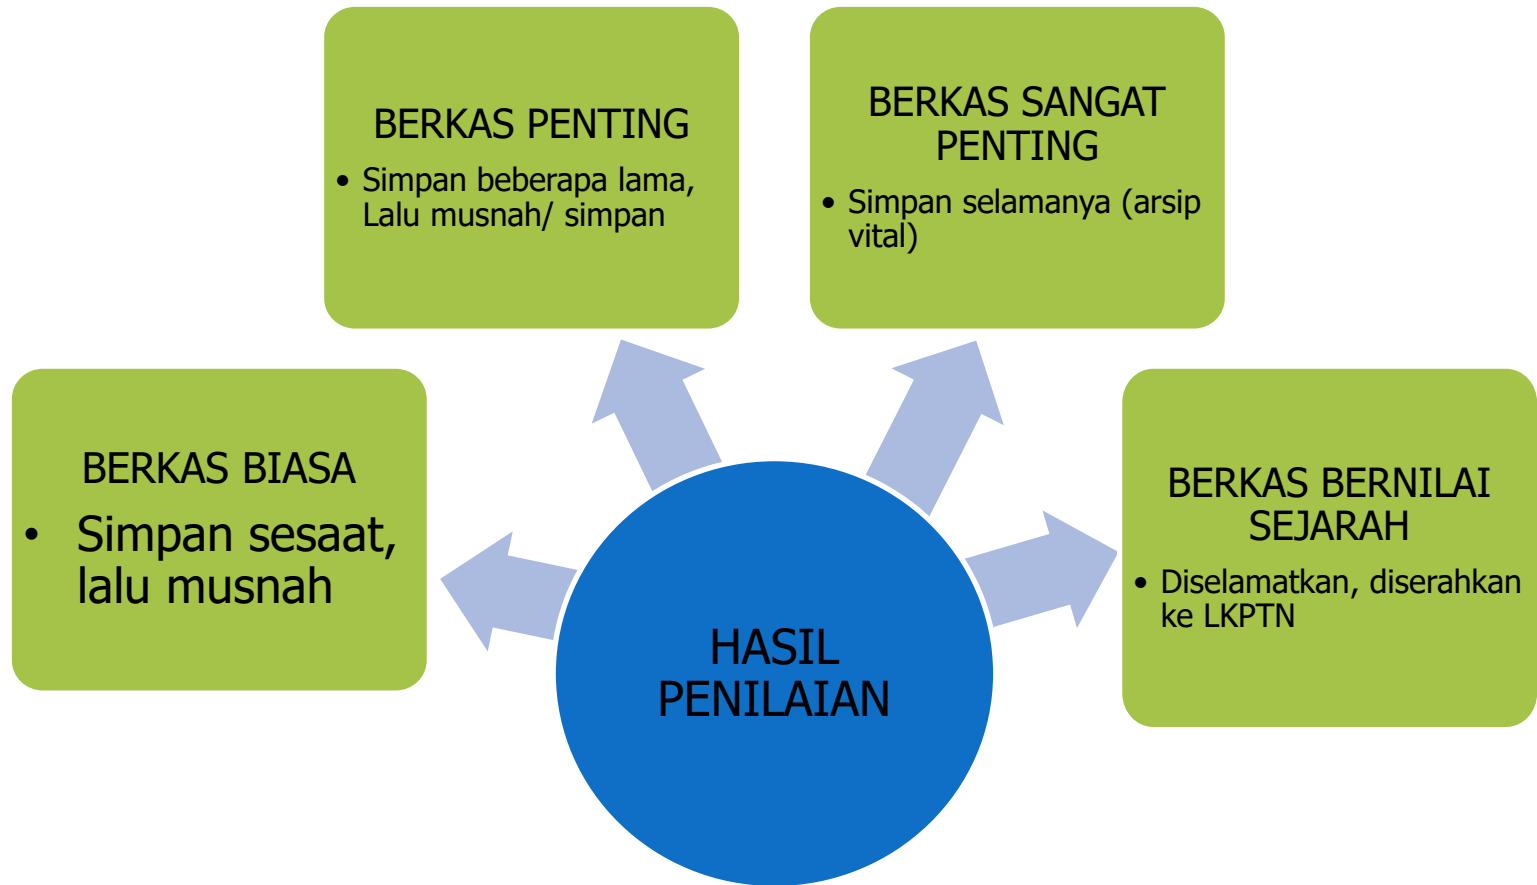 BERKAS PENTING
• Simpan beberapa lama,
Lalu musnah/ simpan
BERKAS SANGAT
PENTING
• Simpan selamanya (arsip
vital)
BERKAS BIASA
• Simpan sesaat,
lalu musnah
BERKAS BERNILAI
SEJARAH
• Diselamatkan, diserahkan
ke LKPTN
HASIL
PENILAIAN